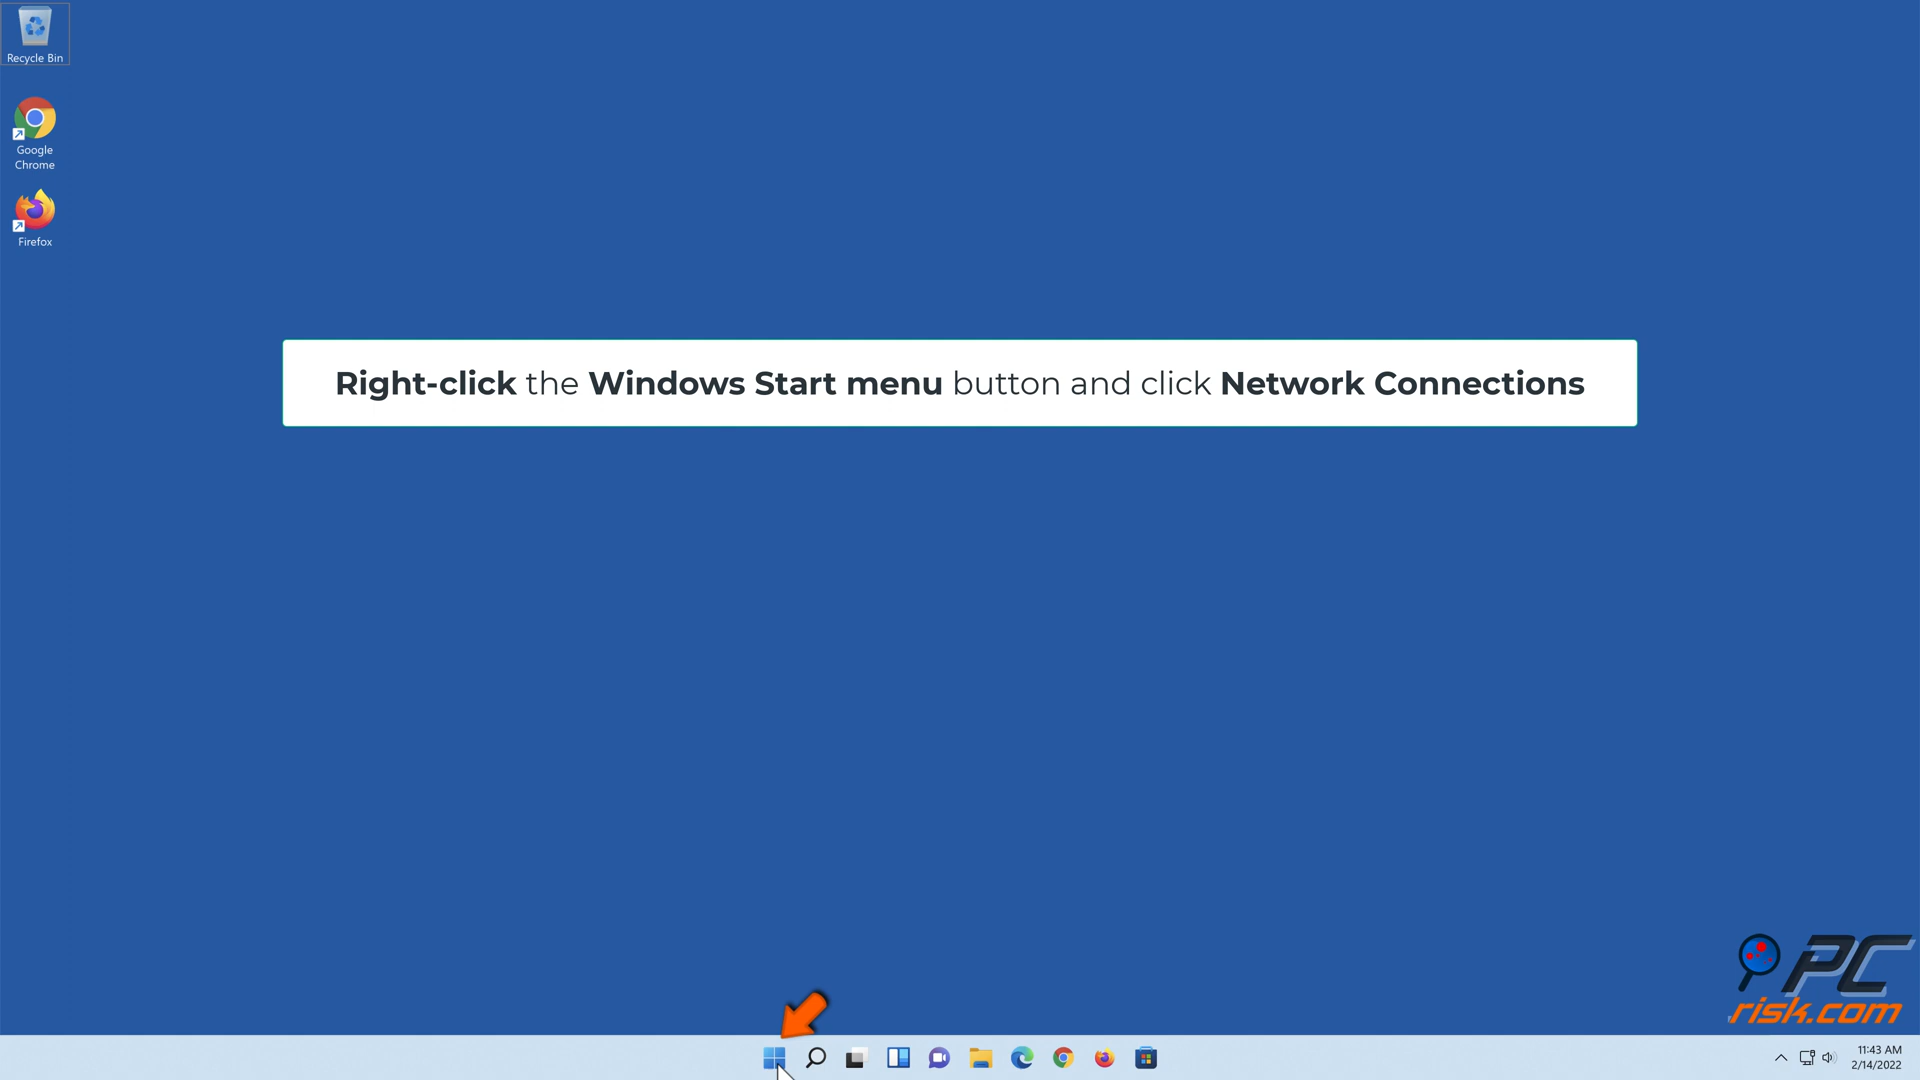 Recycle Bin
Google
Chrome
Firefox
Right-click the Windows Start menu button and click Network Connections
PC
risk.com
11:43 AM
2/14/2022